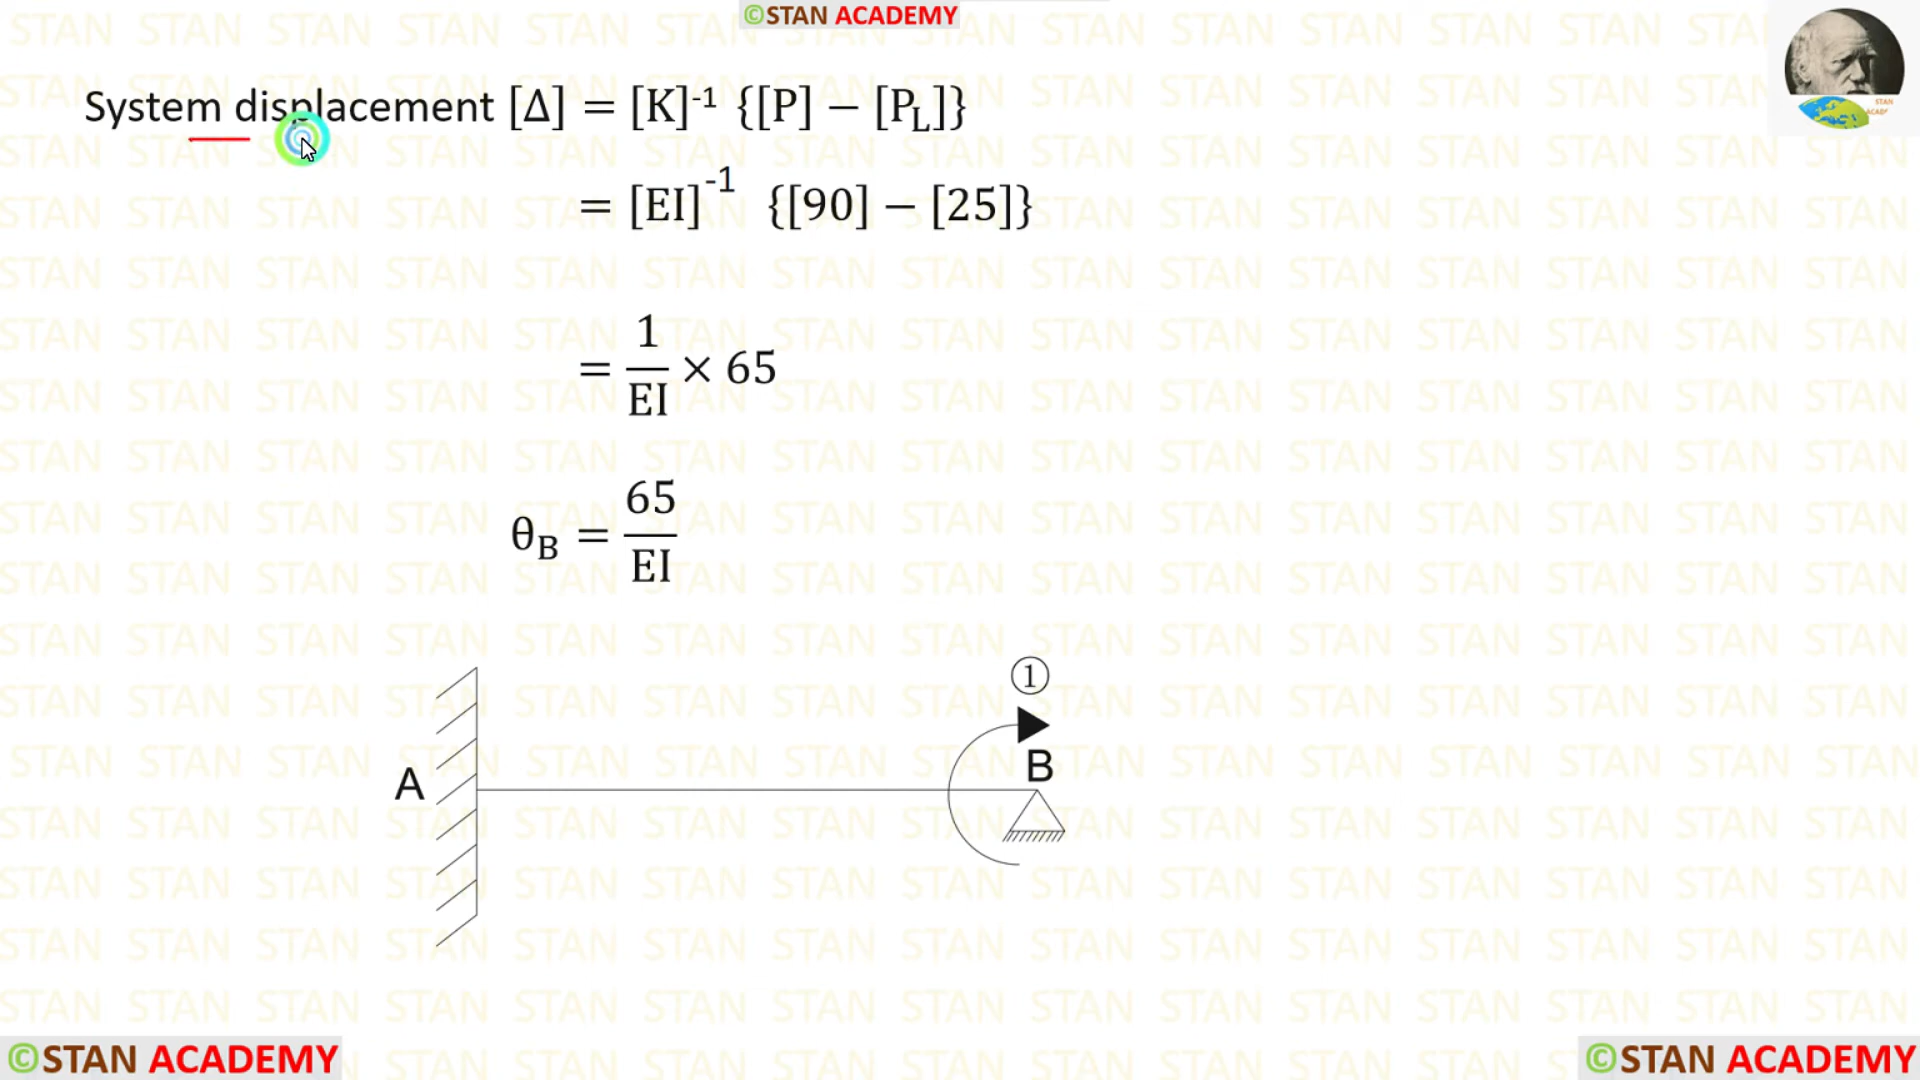 ©STAN ACADEMY
System displacement [Δ] = [K]⁻¹ {[P] − [P_L]}
= [EI]⁻¹ {[90] − [25]}
= 1/EI × 65
θ_B = 65/EI
①
B
A
©STAN ACADEMY
©STAN ACADEMY